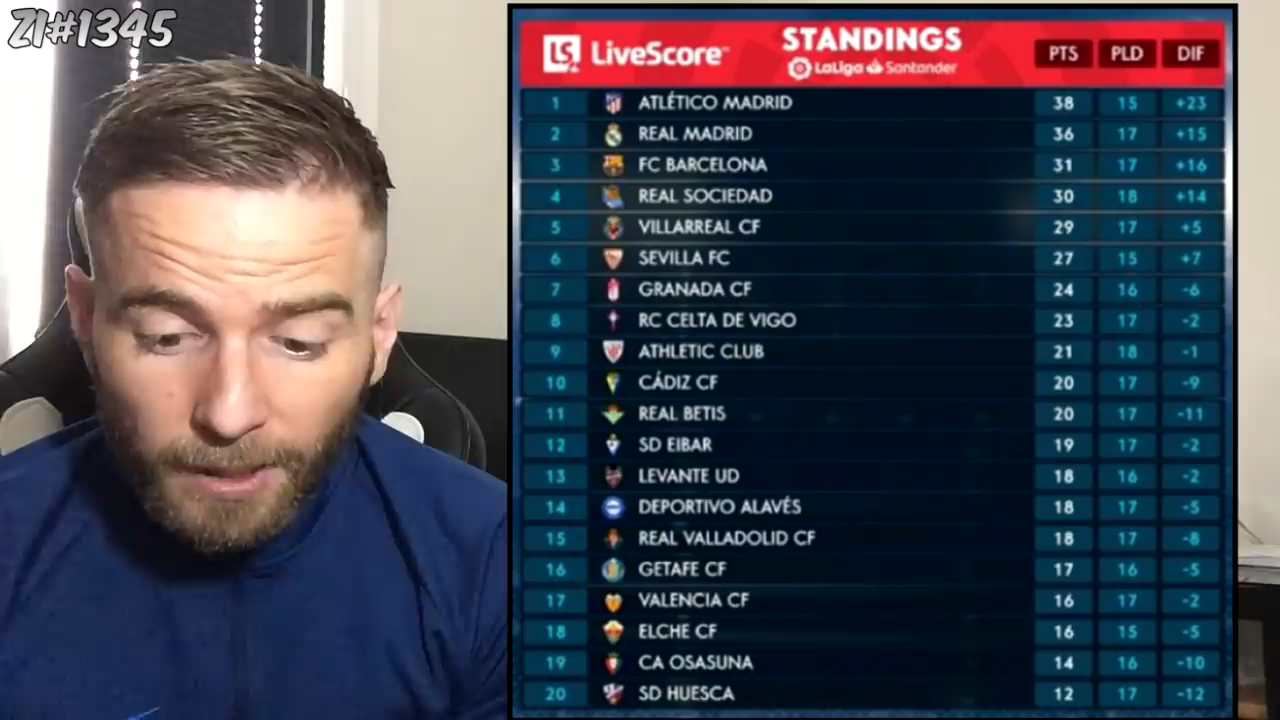 Z1#1345
LS. LiveScore™
STANDINGS
LaLiga Santander
PTS PLD DIF
1 ATLÉTICO MADRID 38 15 +23
2 REAL MADRID 36 17 +15
3 FC BARCELONA 31 17 +16
4 REAL SOCIEDAD 30 18 +14
5 VILLARREAL CF 29 17 +5
6 SEVILLA FC 27 15 +7
7 GRANADA CF 24 16 -6
8 RC CELTA DE VIGO 23 17 -2
9 ATHLETIC CLUB 21 18 -1
10 CÁDIZ CF 20 17 -9
11 REAL BETIS 20 17 -11
12 SD EIBAR 19 17 -2
13 LEVANTE UD 18 16 -2
14 DEPORTIVO ALAVÉS 18 17 -5
15 REAL VALLADOLID CF 18 17 -8
16 GETAFE CF 17 16 -5
17 VALENCIA CF 16 17 -2
18 ELCHE CF 16 15 -5
19 CA OSASUNA 14 16 -10
20 SD HUESCA 12 17 -12